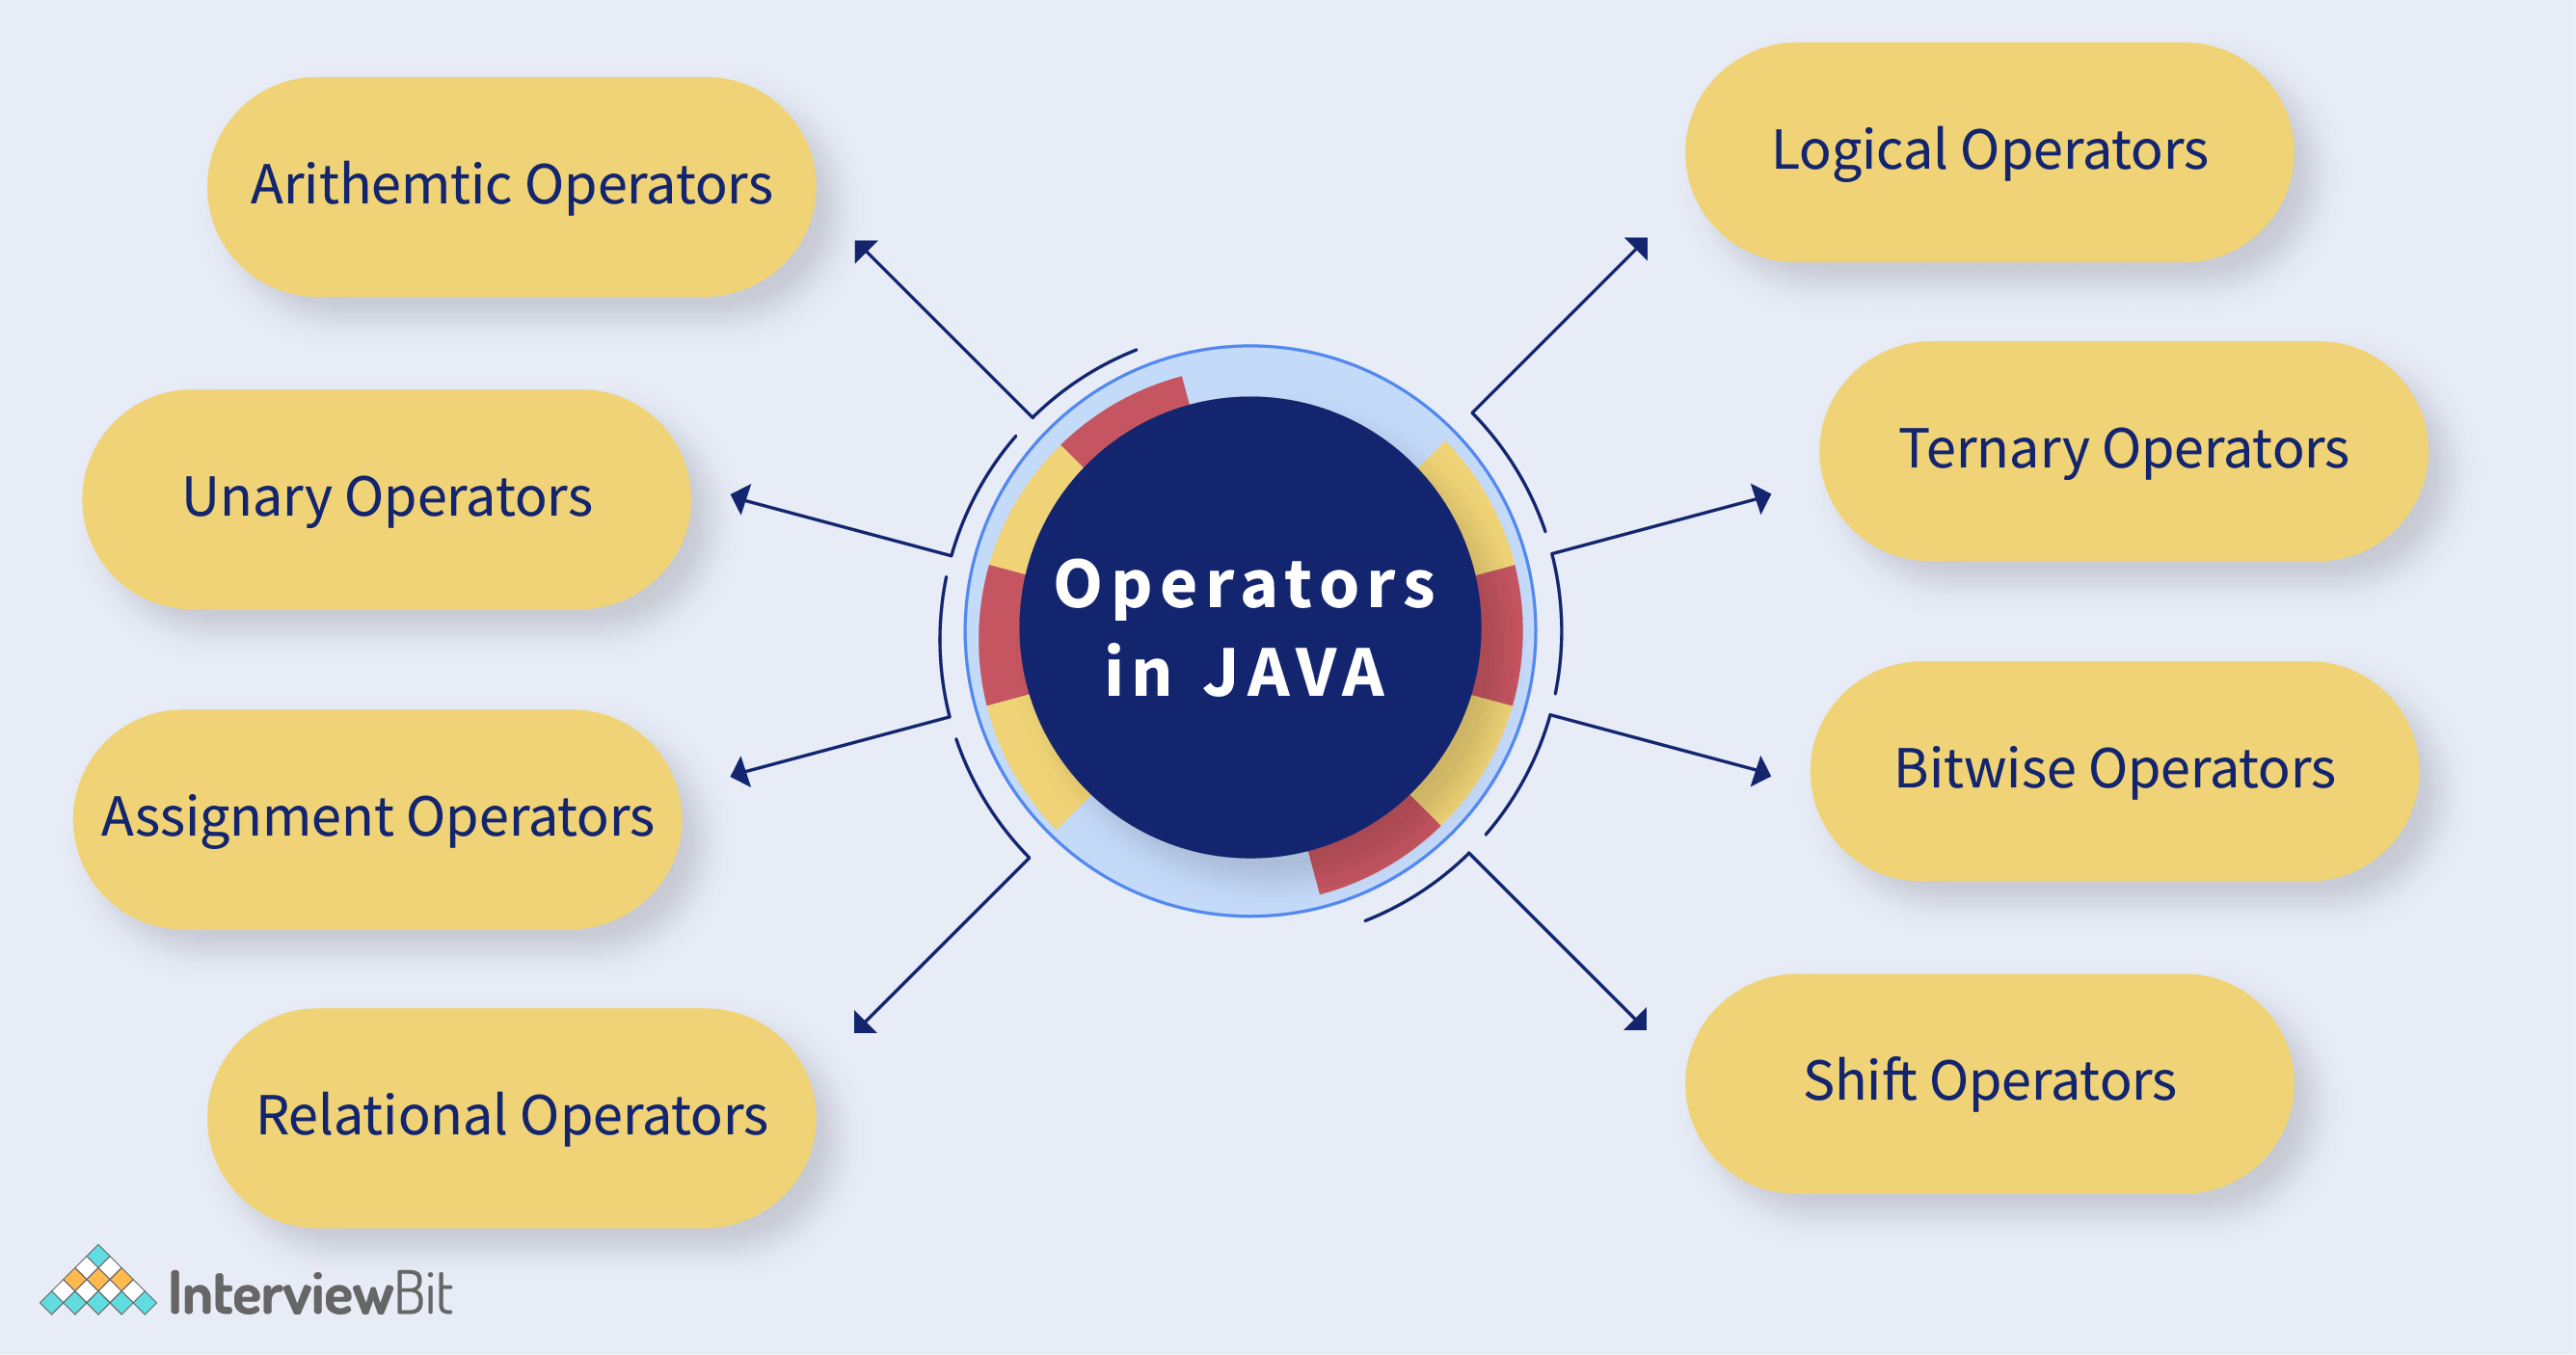 Arithemtic Operators
Unary Operators
Assignment Operators
Relational Operators
Operators
in JAVA
Logical Operators
Ternary Operators
Bitwise Operators
Shift Operators
InterviewBit